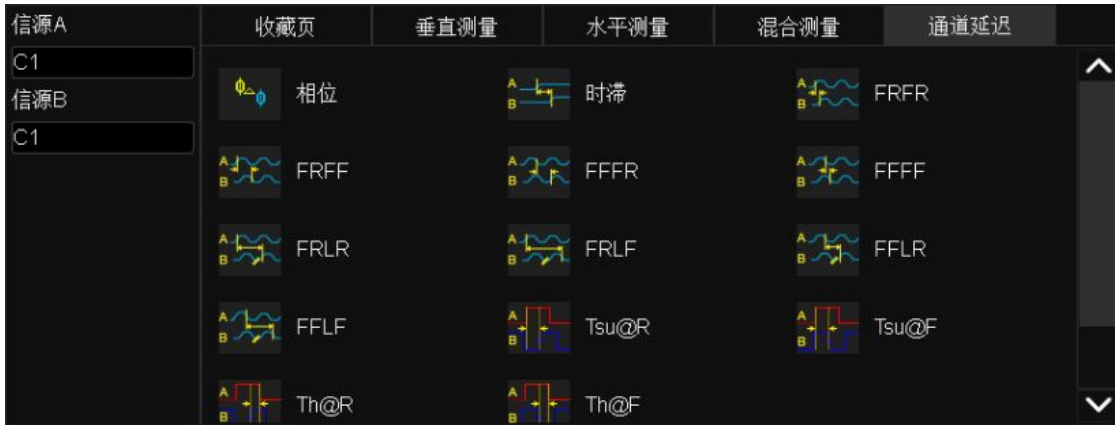 信源A
C1
信源B
C1
收藏页 垂直测量 水平测量 混合测量 通道延迟
相位 A B 时滞 A B FRFR
A B FRFF A B FFFR A B FFFF
A B FRLR A B FRLF A B FFLR
A B FFLF A B Tsu@R A B Tsu@F
A B Th@R A B Th@F